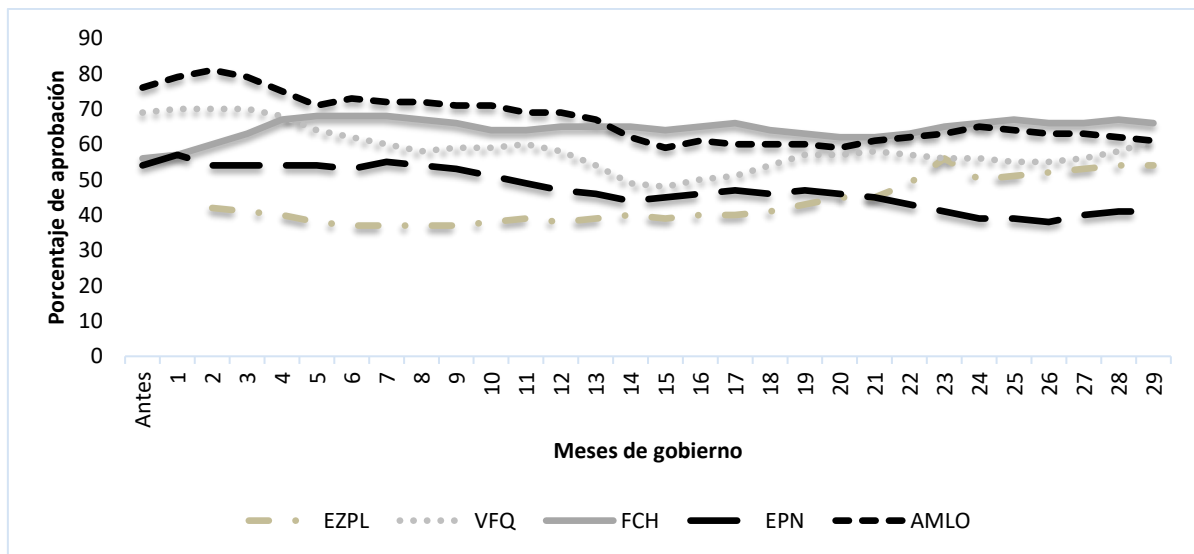 Porcentaje de aprobación
90
80
70
60
50
40
30
20
10
0
Antes 1 2 3 4 5 6 7 8 9 10 11 12 13 14 15 16 17 18 19 20 21 22 23 24 25 26 27 28 29
Meses de gobierno
EZPL VFQ FCH EPN AMLO